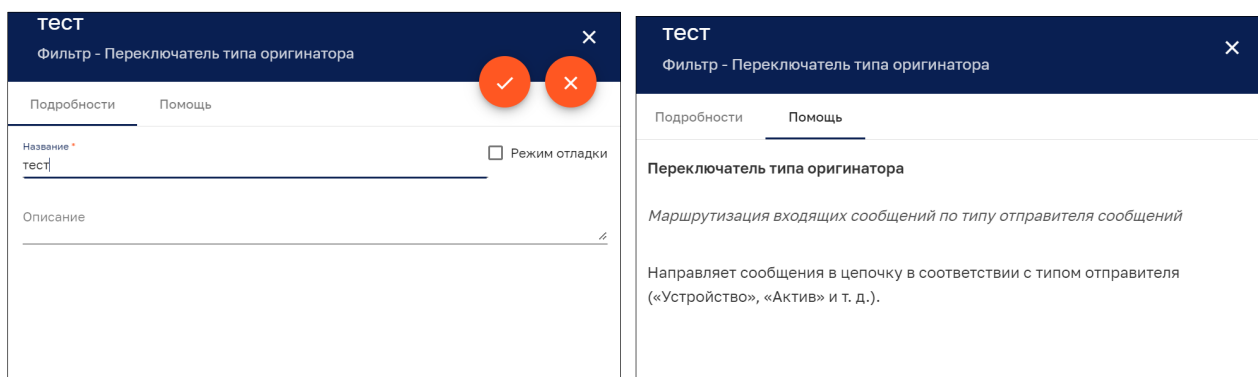 тест
Фильтр - Переключатель типа оригинатора
Подробности Помощь
Название *
тест
Режим отладки
Описание
тест
Фильтр - Переключатель типа оригинатора
Подробности Помощь
Переключатель типа оригинатора
Маршрутизация входящих сообщений по типу отправителя сообщений
Направляет сообщения в цепочку в соответствии с типом отправителя
(«Устройство», «Актив» и т. д.).